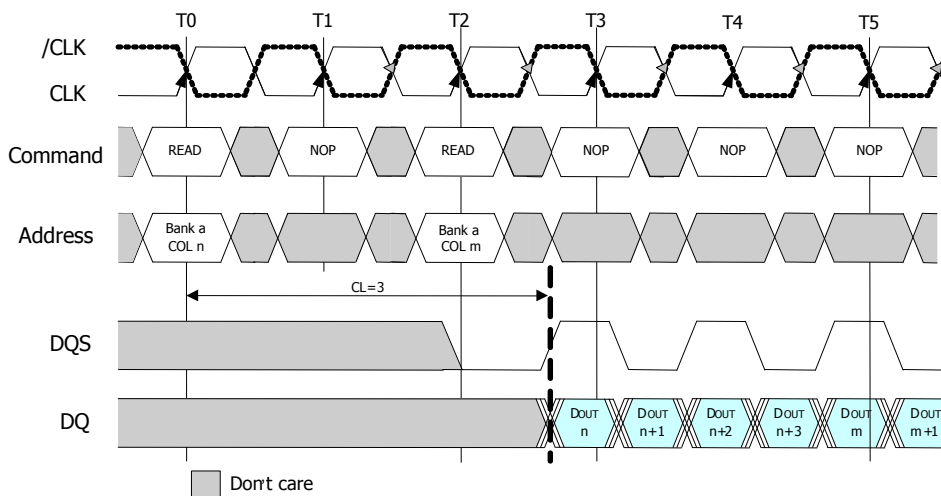 T0 T1 T2 T3 T4 T5
/CLK
CLK
Command READ NOP READ NOP NOP NOP
Address Bank a COL n Bank a COL m
CL=3
DQS
DQ DOUT n DOUT n+1 DOUT n+2 DOUT n+3 DOUT m DOUT m+1
Don't care